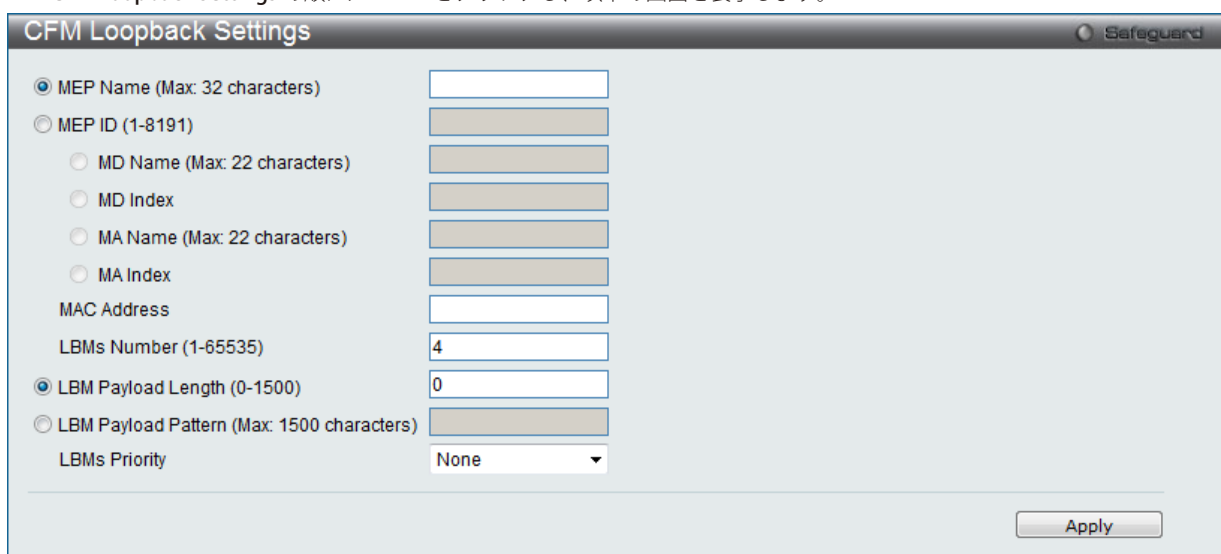 CFM Loopback Settings
Safeguard
MEP Name (Max: 32 characters)
MEP ID (1-8191)
MD Name (Max: 22 characters)
MD Index
MA Name (Max: 22 characters)
MA Index
MAC Address
LBMs Number (1-65535) 4
LBM Payload Length (0-1500) 0
LBM Payload Pattern (Max: 1500 characters)
LBMs Priority None
Apply